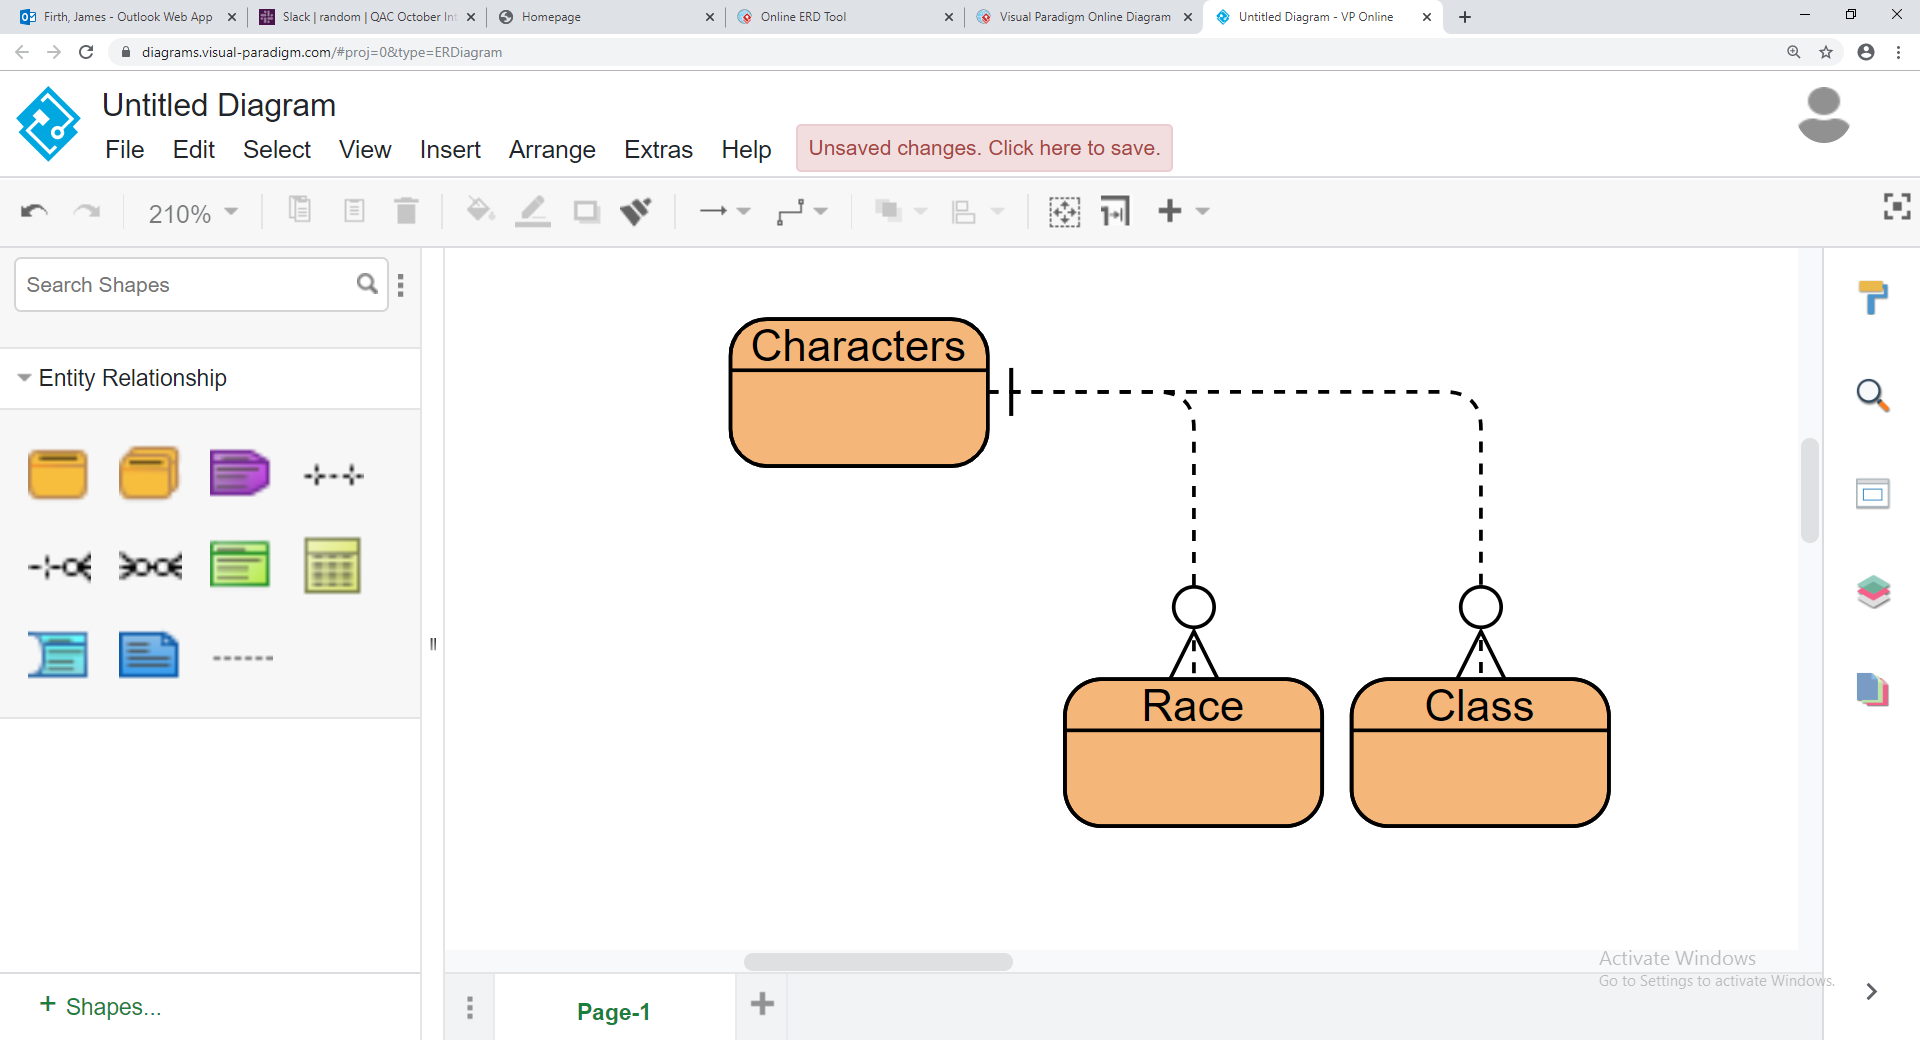 Firth, James - Outlook Web App
Slack | random | QAC October Int
Homepage
Online ERD Tool
Visual Paradigm Online Diagram
Untitled Diagram - VP Online
diagrams.visual-paradigm.com/#proj=0&type=ERDiagram
Untitled Diagram
File Edit Select View Insert Arrange Extras Help
Unsaved changes. Click here to save.
210%
Search Shapes
Entity Relationship
Characters
Race
Class
Activate Windows
Go to Settings to activate Windows.
+ Shapes...
Page-1